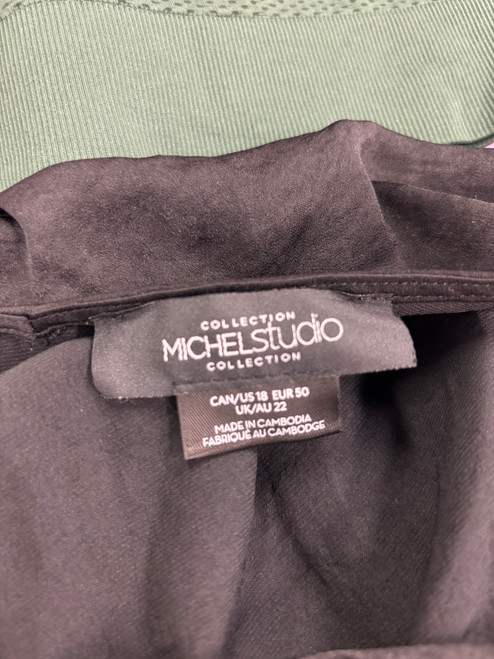 COLLECTION
MICHELSTUDIO
COLLECTION
CAN/US 18 EUR 50
UK/AU 22
MADE IN CAMBODIA
FABRIQUÉ AU CAMBODGE